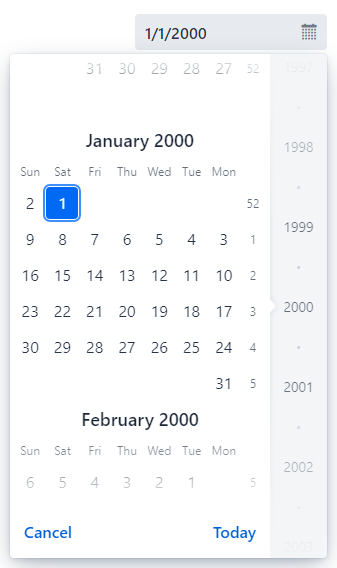 1/1/2000
31 30 29 28 27 52
1997
January 2000
1998
Sun Sat Fri Thu Wed Tue Mon
2 1 52
1999
9 8 7 6 5 4 3 1
16 15 14 13 12 11 10 2
23 22 21 20 19 18 17 3
2000
30 29 28 27 26 25 24 4
31 5
2001
February 2000
Sun Sat Fri Thu Wed Tue Mon
2002
6 5 4 3 2 1 5
Cancel Today
2003